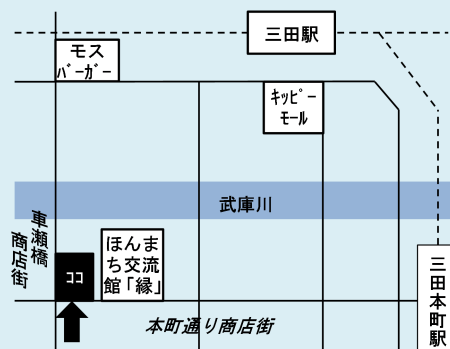 三田駅
モス
バーガー
キッピー
モール
武庫川
車瀬橋
商店街
ココ
ほんま
ち交流
館「縁」
三田本町駅
本町通り商店街